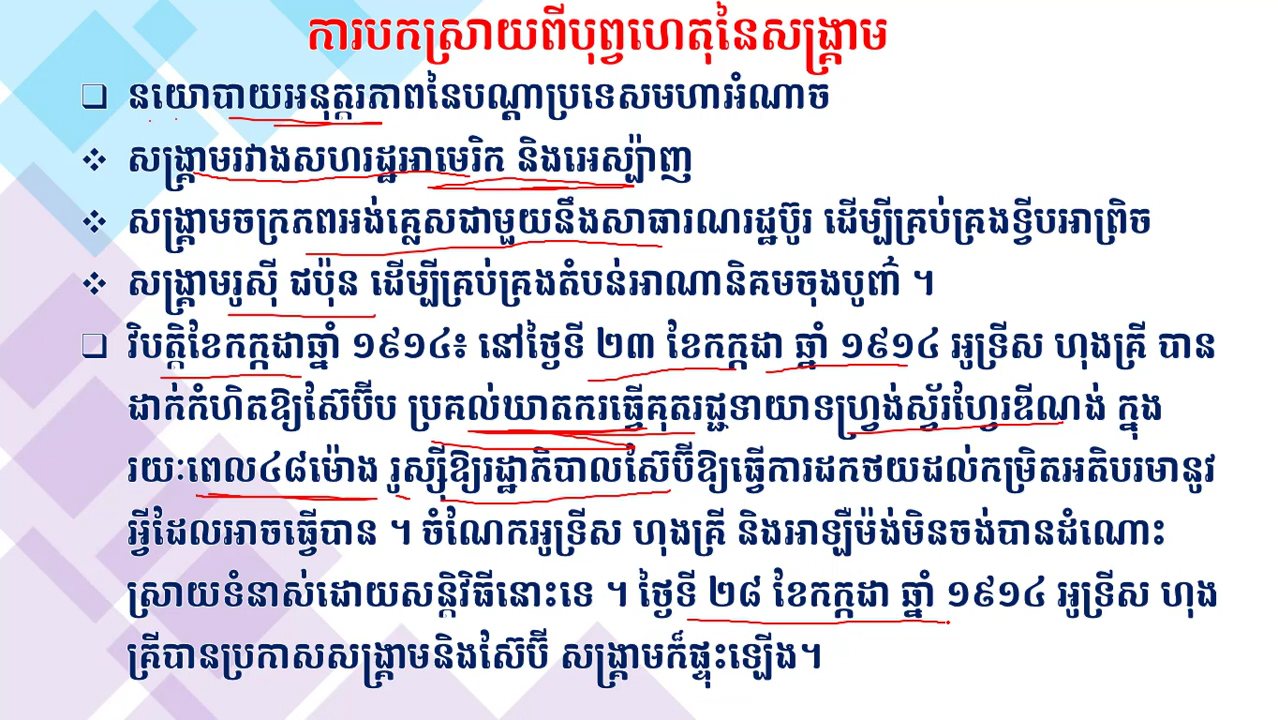 ការបកស្រាយពីបុព្វហេតុនៃសង្គ្រាម
❑ នយោបាយអនុត្តរភាពនៃបណ្តាប្រទេសមហាអំណាច
❖ សង្គ្រាមរវាងសហរដ្ឋអាមេរិក និងអេស្ប៉ាញ
❖ សង្គ្រាមចក្រភពអង់គ្លេសជាមួយនឹងសាធារណរដ្ឋប៊ូរ ដើម្បីគ្រប់គ្រងទ្វីបអាព្រិច
❖ សង្គ្រាមរូស៊ី ជប៉ុន ដើម្បីគ្រប់គ្រងតំបន់អាណានិគមចុងបូព៌ា ។
❑ វិបត្តិខែកក្កដាឆ្នាំ ១៩១៤៖ នៅថ្ងៃទី ២៣ ខែកក្កដា ឆ្នាំ ១៩១៤ អូទ្រីស ហុងគ្រី បាន
ដាក់កំហិតឱ្យស៊ែប៊ីប ប្រគល់ឃាតករធ្វើគុតរជ្ជទាយាទហ្វ្រង់ស្វ័រហ្វែរឌីណង់ ក្នុង
រយៈពេល៤៨ម៉ោង រូស្ស៊ីឱ្យរដ្ឋាភិបាលស៊ែប៊ីឱ្យធ្វើការដកថយដល់កម្រិតអតិបរមានូវ
អ្វីដែលអាចធ្វើបាន ។ ចំណែកអូទ្រីស ហុងគ្រី និងអាឡឺម៉ង់មិនចង់បានដំណោះ
ស្រាយទំនាស់ដោយសន្តិវិធីនោះទេ ។ ថ្ងៃទី ២៨ ខែកក្កដា ឆ្នាំ ១៩១៤ អូទ្រីស ហុង
គ្រីបានប្រកាសសង្គ្រាមនិងស៊ែប៊ី សង្គ្រាមក៏ផ្ទុះឡើង។